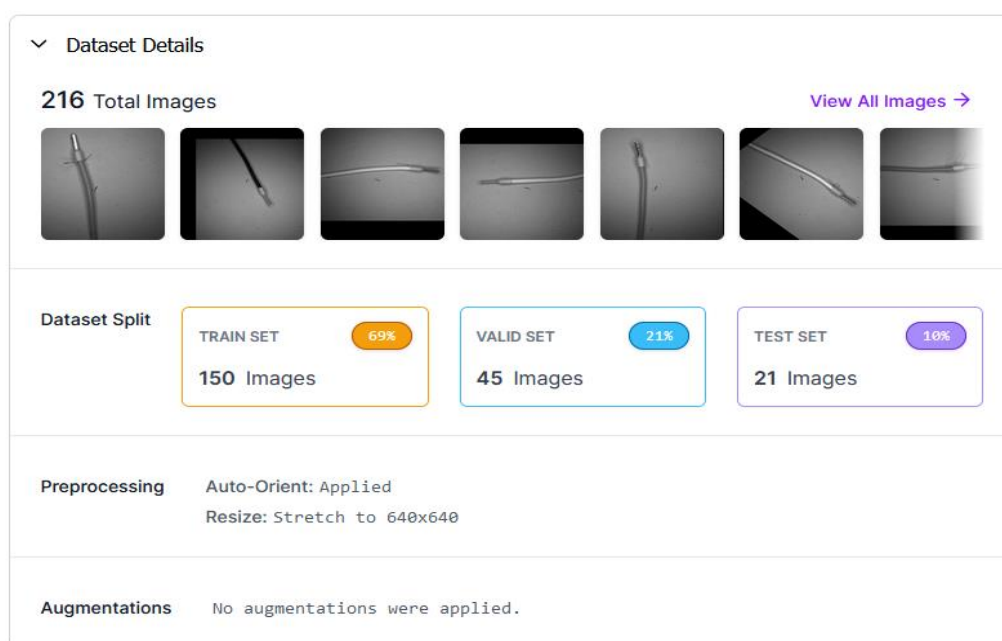 Dataset Details
216 Total Images
View All Images →
Dataset Split
TRAIN SET 69%
150 Images
VALID SET 21%
45 Images
TEST SET 10%
21 Images
Preprocessing
Auto-Orient: Applied
Resize: Stretch to 640x640
Augmentations
No augmentations were applied.